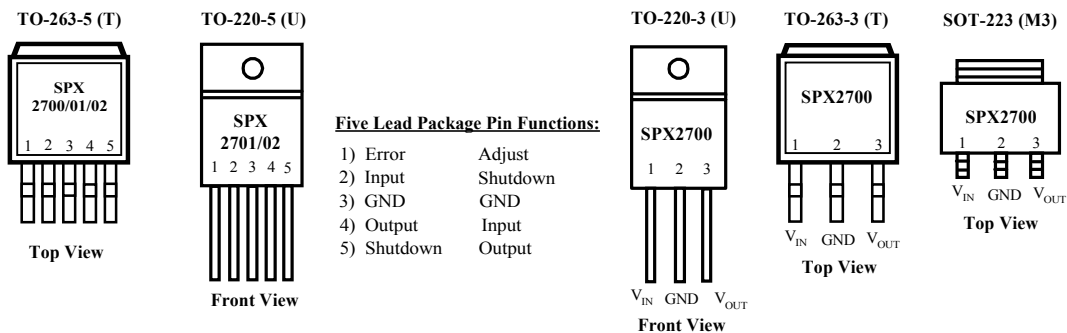 TO-263-5 (T)
SPX
2700/01/02
1 2 3 4 5
Top View
TO-220-5 (U)
SPX
2701/02
1 2 3 4 5
Front View
Five Lead Package Pin Functions:
1) Error Adjust
2) Input Shutdown
3) GND GND
4) Output Input
5) Shutdown Output
TO-220-3 (U)
SPX2700
1 2 3
VIN GND VOUT
Front View
TO-263-3 (T)
SPX2700
1 2 3
VIN GND VOUT
Top View
SOT-223 (M3)
SPX2700
1 2 3
VIN GND VOUT
Top View